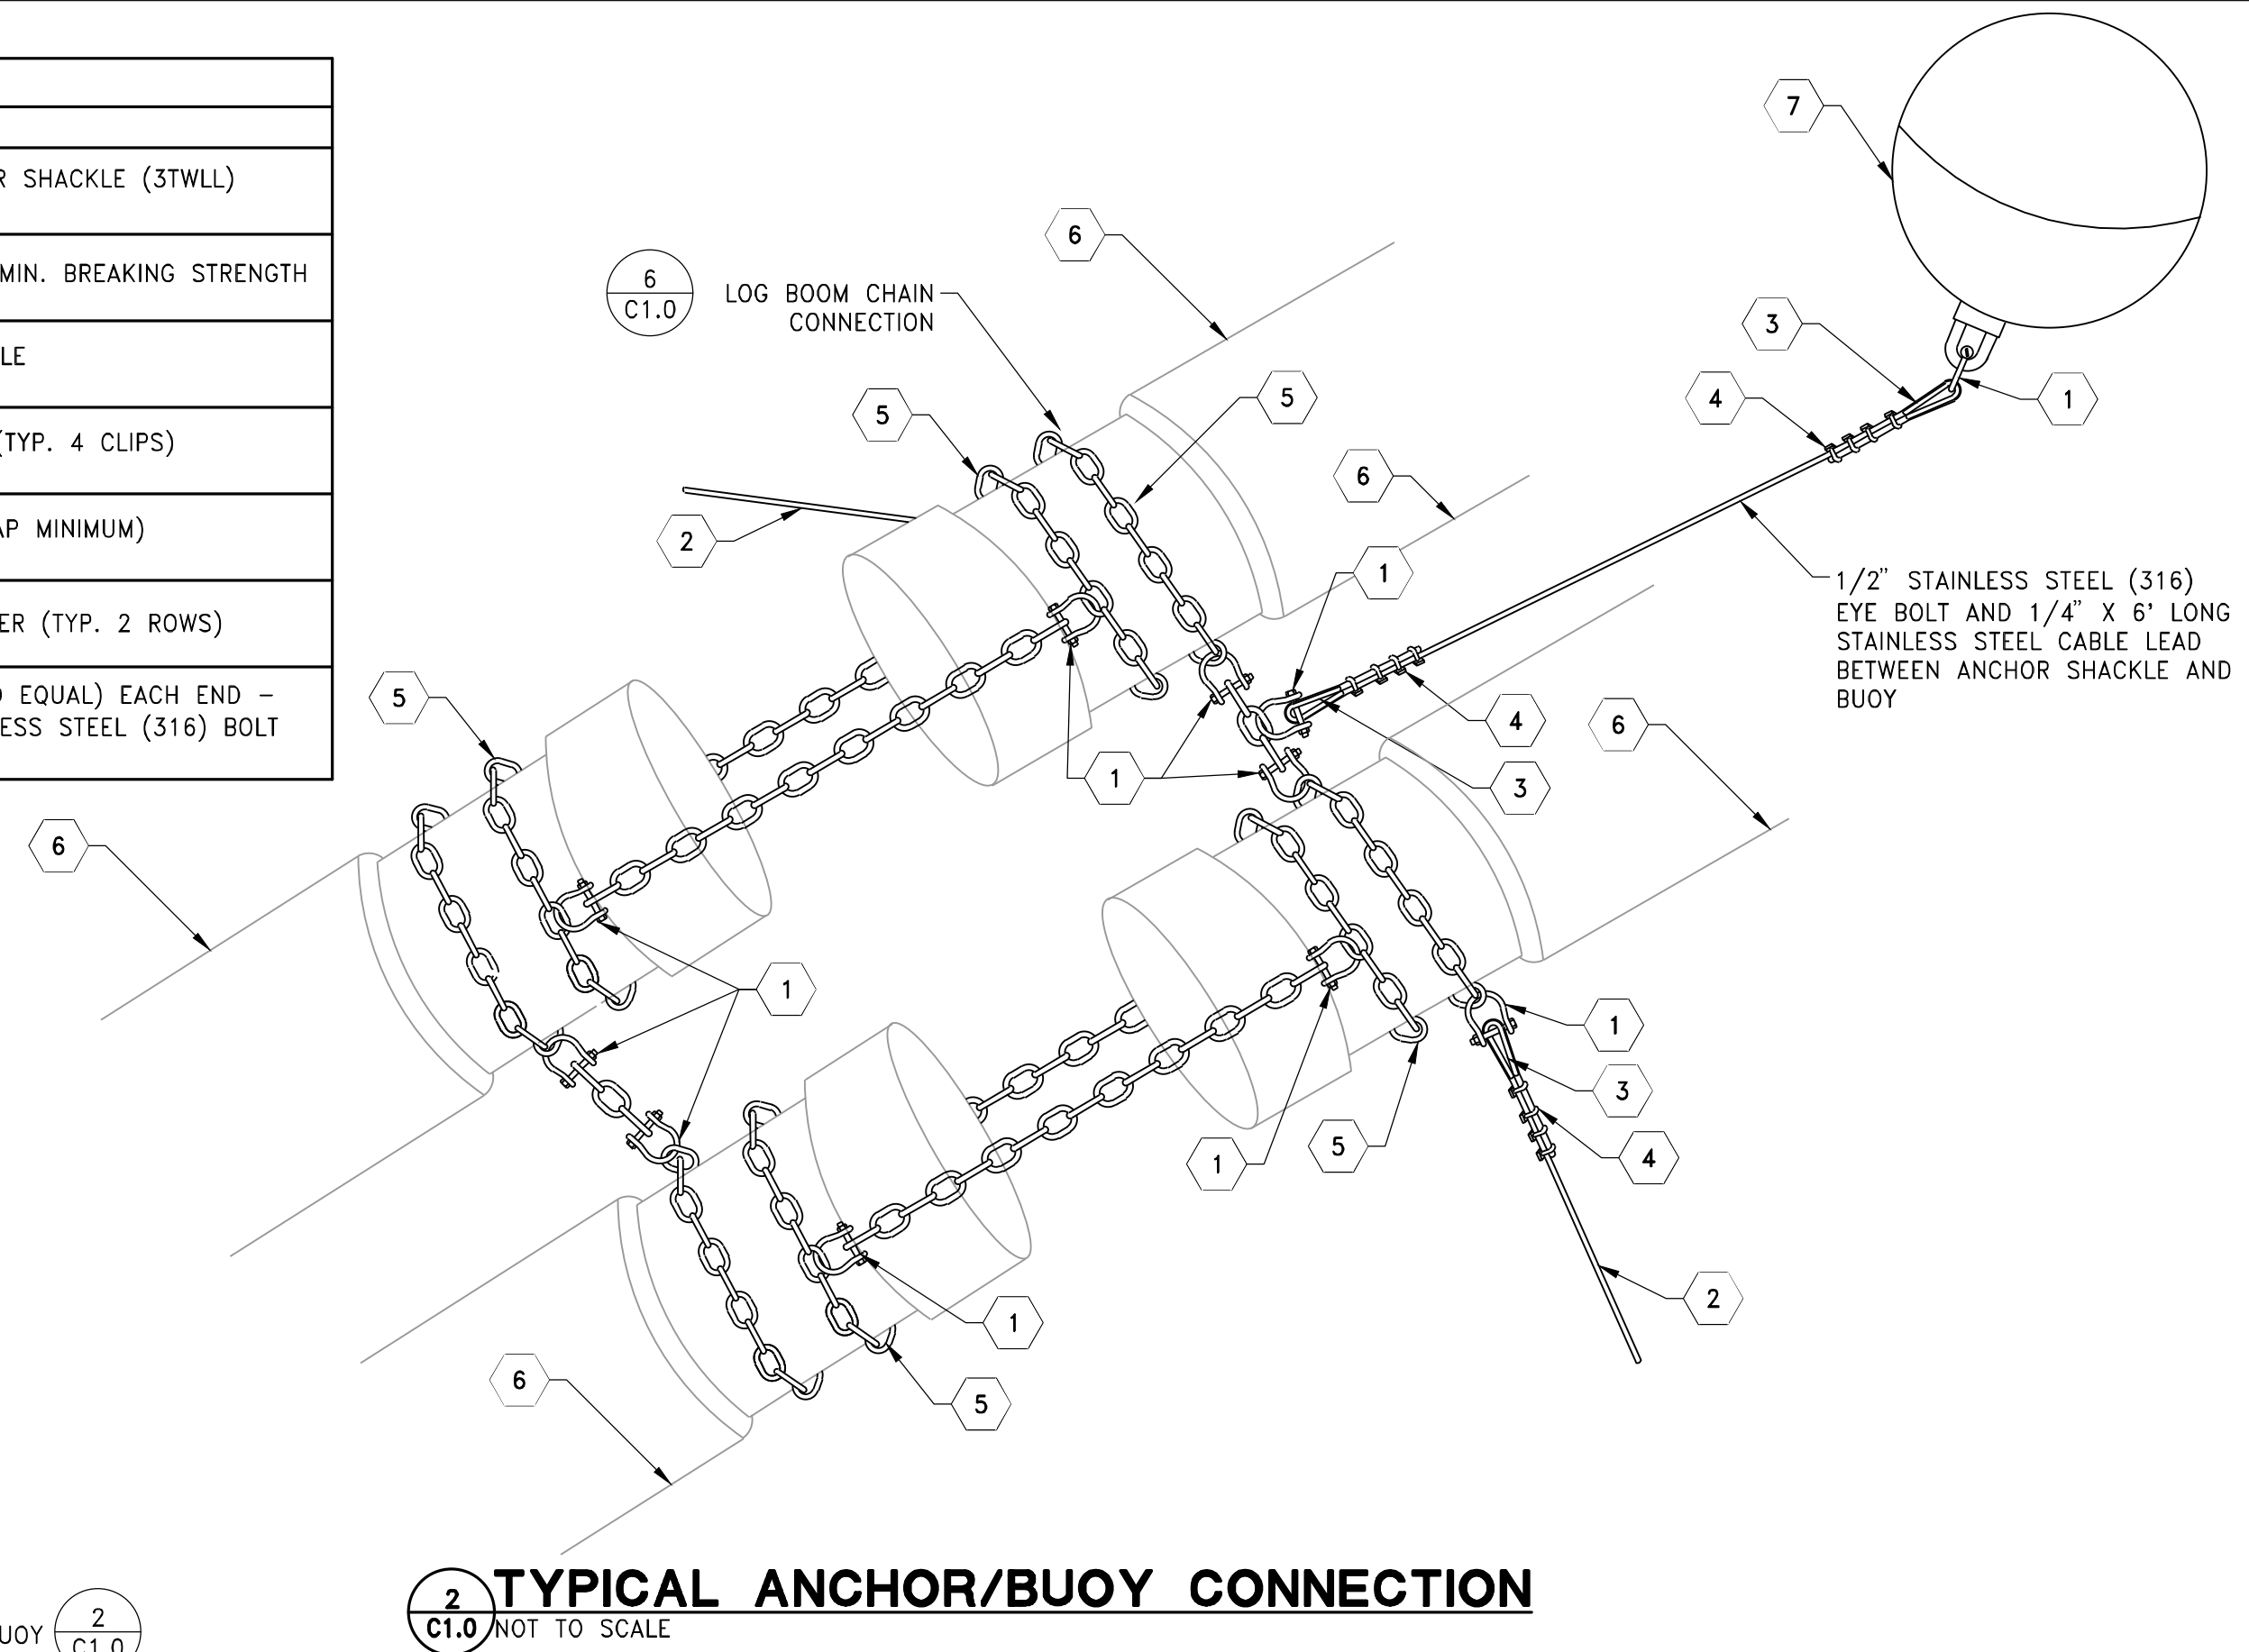 R SHACKLE (3TWLL)
MIN. BREAKING STRENGTH
LE
(TYP. 4 CLIPS)
AP MINIMUM)
ER (TYP. 2 ROWS)
EQUAL) EACH END –
ESS STEEL (316) BOLT
7
6
6
C1.0
LOG BOOM CHAIN
CONNECTION
3
4
1
5
5
6
2
1
1/2" STAINLESS STEEL (316)
EYE BOLT AND 1/4" X 6' LONG
STAINLESS STEEL CABLE LEAD
BETWEEN ANCHOR SHACKLE AND
BUOY
5
4
6
1
3
6
1
1
3
1
5
4
2
1
6
5
2
C1.0
TYPICAL ANCHOR/BUOY CONNECTION
NOT TO SCALE
UOY
2
C1.0